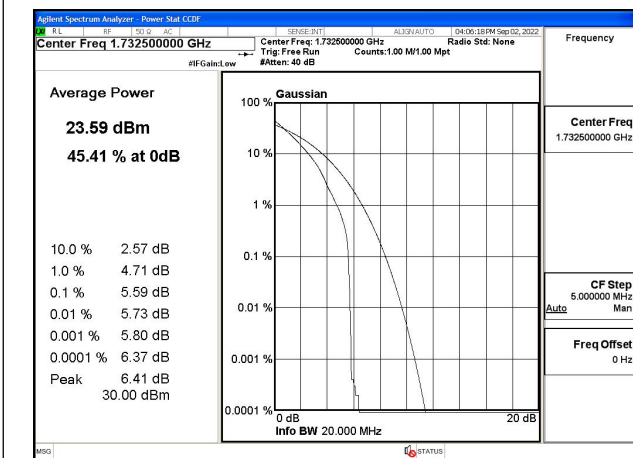 Agilent Spectrum Analyzer - Power Stat CCDF
LXI RL RF 50 Ω AC SENSE:INT ALIGN AUTO 04:06:18 PM Sep 02, 2022
Center Freq 1.732500000 GHz
Center Freq: 1.732500000 GHz Radio Std: None
Trig: Free Run Counts:1.00 M/1.00 Mpt
#IFGain:Low #Atten: 40 dB
Average Power
23.59 dBm
45.41 % at 0dB
10.0 % 2.57 dB
1.0 % 4.71 dB
0.1 % 5.59 dB
0.01 % 5.73 dB
0.001 % 5.80 dB
0.0001 % 6.37 dB
Peak 6.41 dB
30.00 dBm
Gaussian
100 %
10 %
1 %
0.1 %
0.01 %
0.001 %
0.0001 %
0 dB 20 dB
Info BW 20.000 MHz
Frequency
Center Freq
1.732500000 GHz
CF Step
5.000000 MHz
Auto Man
Freq Offset
0 Hz
MSG STATUS